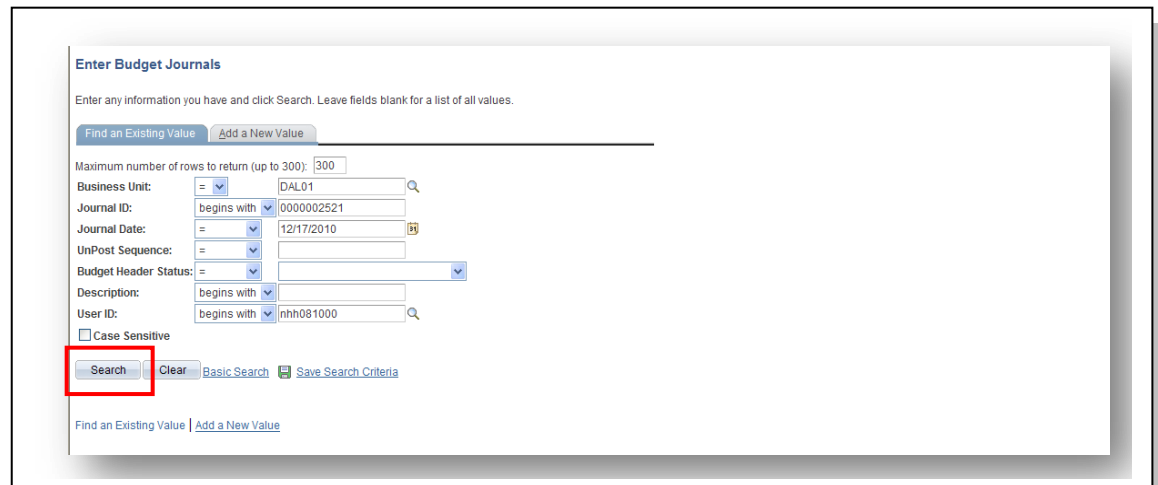 Enter Budget Journals
Enter any information you have and click Search. Leave fields blank for a list of all values.
Find an Existing Value Add a New Value
Maximum number of rows to return (up to 300): 300
Business Unit: = DAL01
Journal ID: begins with 0000002521
Journal Date: = 12/17/2010 31
UnPost Sequence: =
Budget Header Status: =
Description: begins with
User ID: begins with nhh081000
Case Sensitive
Search Clear Basic Search Save Search Criteria
Find an Existing Value | Add a New Value